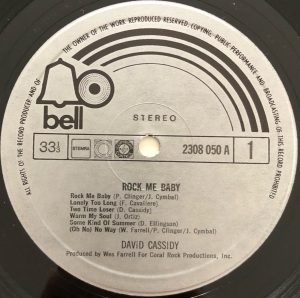 ALL RIGHTS OF THE RECORD PRODUCER AND OF THE OWNER OF THE WORK REPRODUCED RESERVED. COPYING, PUBLIC PERFORMANCE AND BROADCASTING OF THIS RECORD PROHIBITED
bell
STEREO
33⅓
STEMRA
2308 050 A
1
ROCK ME BABY
Rock Me Baby (P. Clinger/J. Cymbal)
Lonely Too Long (F. Cavaliere)
Two Time Loser (D. Cassidy)
Warm My Soul (J. Ortiz)
Some Kind Of Summer (D. Ellingson)
(Oh No) No Way (W. Farrell/P. Clinger/J. Cymbal)
DAVID CASSIDY
Produced by Wes Farrell For Coral Rock Productions, Inc.